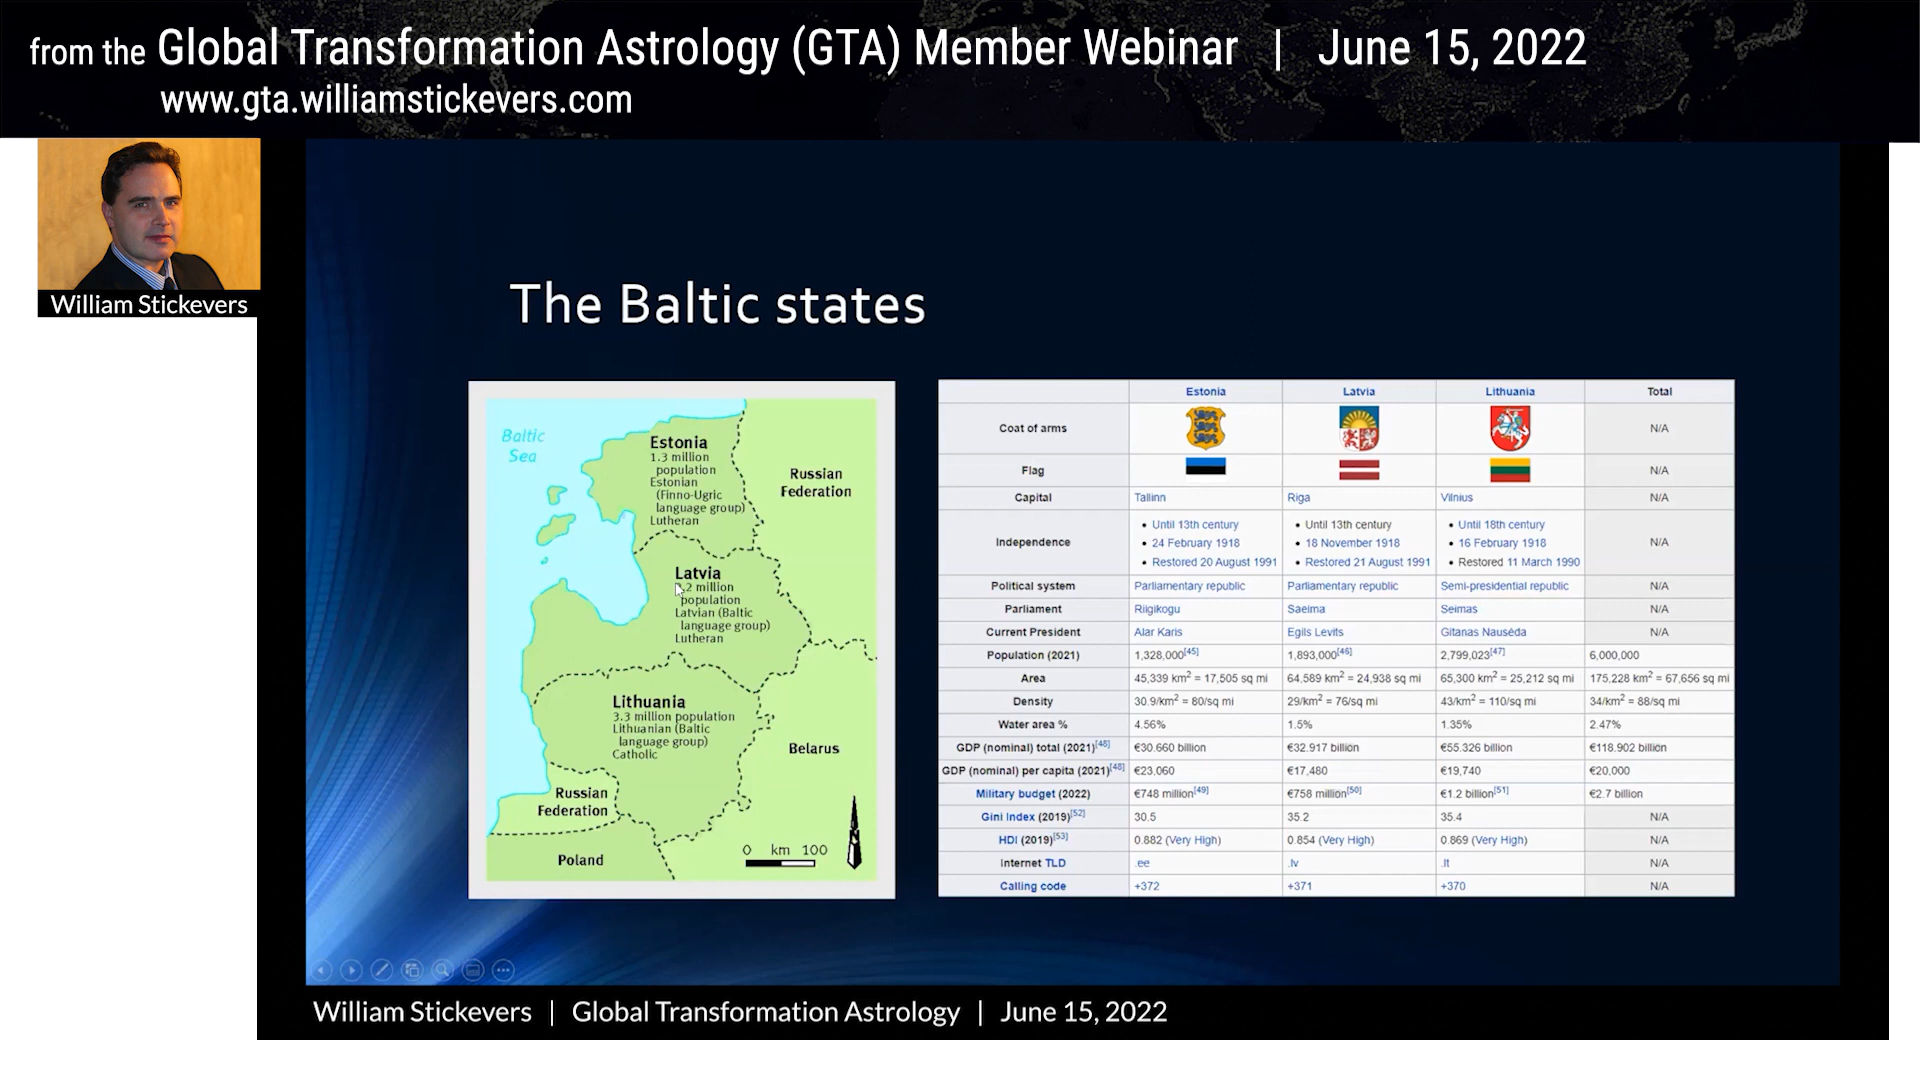 from the Global Transformation Astrology (GTA) Member Webinar | June 15, 2022
www.gta.williamstickevers.com
William Stickevers
The Baltic states
Baltic
Sea
Estonia
1.3 million
population
Estonian
(Finno-Ugric
language group)
Lutheran
Russian
Federation
Latvia
.2 million
population
Latvian (Baltic
language group)
Lutheran
Lithuania
3.3 million population
Lithuanian (Baltic
language group)
Catholic
Belarus
Russian
Federation
Poland
0 km 100
Estonia Latvia Lithuania Total
Coat of arms N/A
Flag N/A
Capital Tallinn Riga Vilnius N/A
Independence • Until 13th century • 24 February 1918 • Restored 20 August 1991 • Until 13th century • 18 November 1918 • Restored 21 August 1991 • Until 18th century • 16 February 1918 • Restored 11 March 1990 N/A
Political system Parliamentary republic Parliamentary republic Semi-presidential republic N/A
Parliament Riigikogu Saeima Seimas N/A
Current President Alar Karis Egils Levits Gitanas Nausėda N/A
Population (2021) 1,328,000[45] 1,893,000[46] 2,799,023[47] 6,000,000
Area 45,339 km² = 17,505 sq mi 64,589 km² = 24,938 sq mi 65,300 km² = 25,212 sq mi 175,228 km² = 67,656 sq mi
Density 30.9/km² = 80/sq mi 29/km² = 76/sq mi 43/km² = 110/sq mi 34/km² = 88/sq mi
Water area % 4.56% 1.5% 1.35% 2.47%
GDP (nominal) total (2021)[48] €30.660 billion €32.917 billion €55.326 billion €118.902 billion
GDP (nominal) per capita (2021)[48] €23,060 €17,480 €19,740 €20,000
Military budget (2022) €748 million[49] €758 million[50] €1.2 billion[51] €2.7 billion
Gini Index (2019)[52] 30.5 35.2 35.4 N/A
HDI (2019)[53] 0.882 (Very High) 0.854 (Very High) 0.869 (Very High) N/A
Internet TLD .ee .lv .lt N/A
Calling code +372 +371 +370 N/A
William Stickevers | Global Transformation Astrology | June 15, 2022